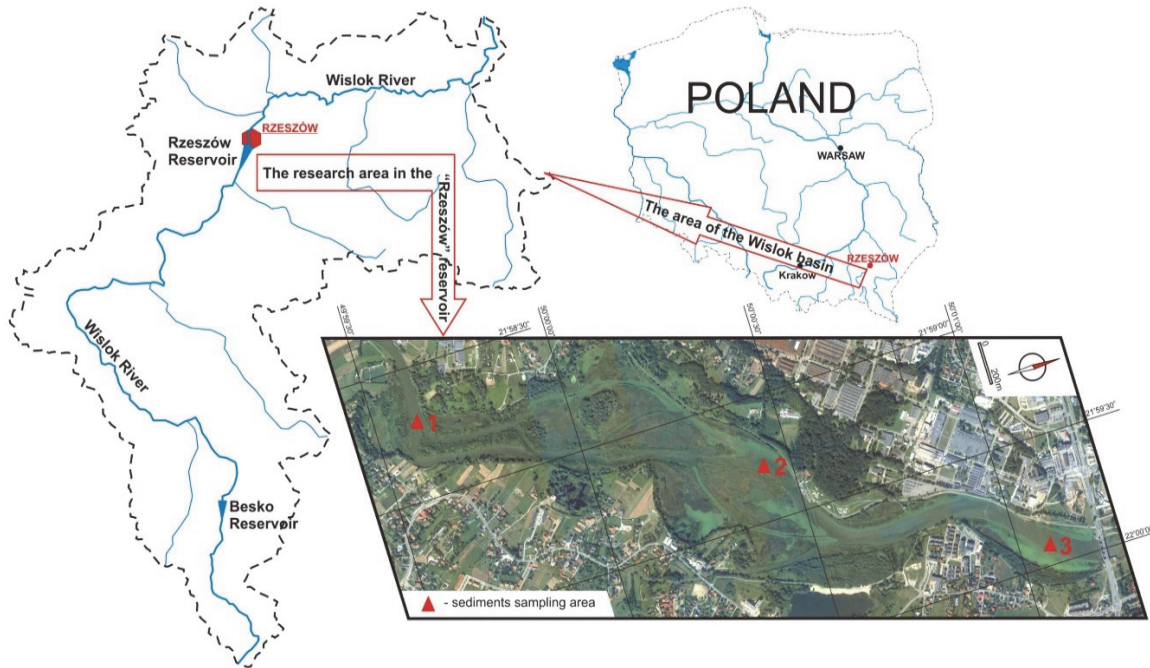 Wislok River
RZESZÓW
Rzeszów
Reservoir
The research area in the
"Rzeszów" reservoir
Wislok River
Besko
Reservoir
POLAND
WARSAW
The area of the Wislok basin
RZESZÓW
Krakow
49°59'30"
21°58'30"
50°00'00"
50°00'30"
21°59'00"
50°01'00"
0
200m
21°59'30"
22°00'00"
1
2
3
- sediments sampling area